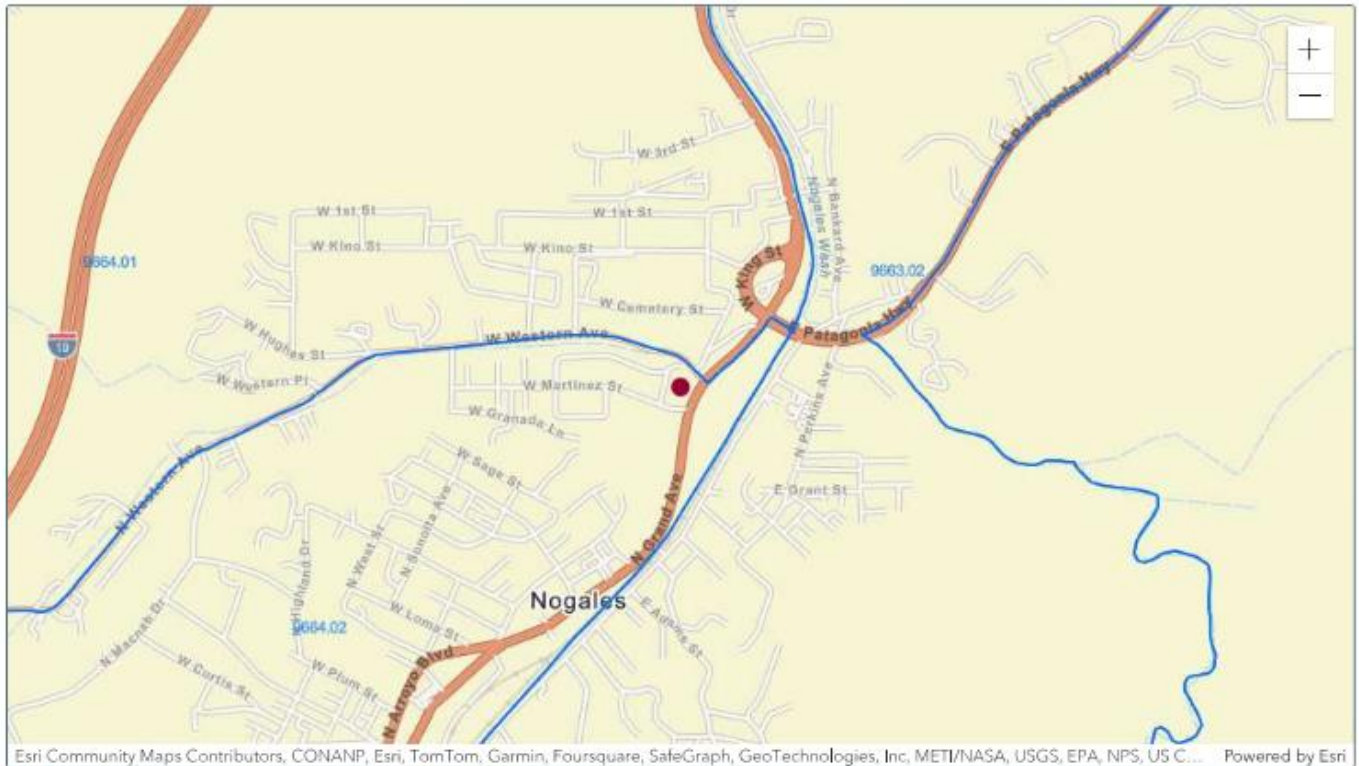 Dr
+
−
E Patagonia Hwy
W 3rd St
N Bankard Ave
Nogales Wash
W 1st St
W 1st St
W Kino St
W Kino St
9664.01
9663.02
W King St
W Cemetery St
E Patagonia Hwy
W Western Ave
W Hughes St
19
W Western Pl
W Martinez St
W Granada Ln
N Perkins Ave
W Sage St
N Western Ave
E Grant St
N Sonoita Ave
N Grand Ave
N West St
N Highland Dr
Nogales
9664.02
W Loma St
E Adams St
N Macnab Dr
W Curtis St
W Plum St
N Arroyo Blvd
Esri Community Maps Contributors, CONANP, Esri, TomTom, Garmin, Foursquare, SafeGraph, GeoTechnologies, Inc, METI/NASA, USGS, EPA, NPS, US C... Powered by Esri